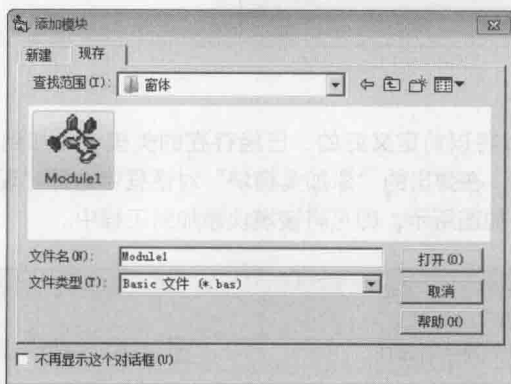 添加模块
新建 现存
查找范围(I): 窗体
Module1
文件名(N): Module1 打开(O)
文件类型(T): Basic 文件 (*.bas) 取消
帮助(H)
不再显示这个对话框(U)